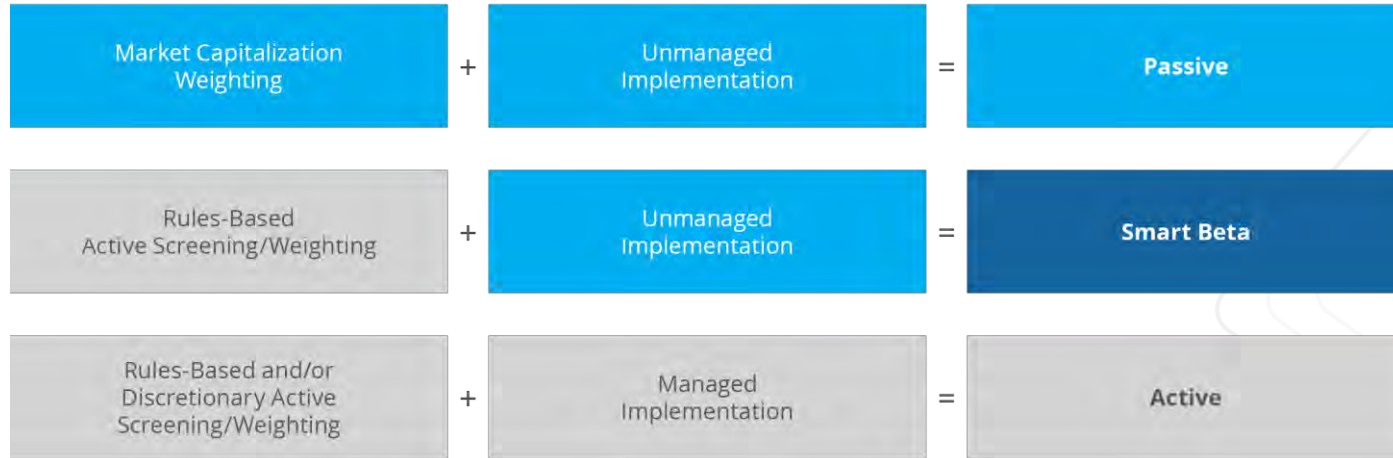 Market Capitalization
Weighting
+
Unmanaged
Implementation
=
Passive
Rules-Based
Active Screening/Weighting
+
Unmanaged
Implementation
=
Smart Beta
Rules-Based and/or
Discretionary Active
Screening/Weighting
+
Managed
Implementation
=
Active